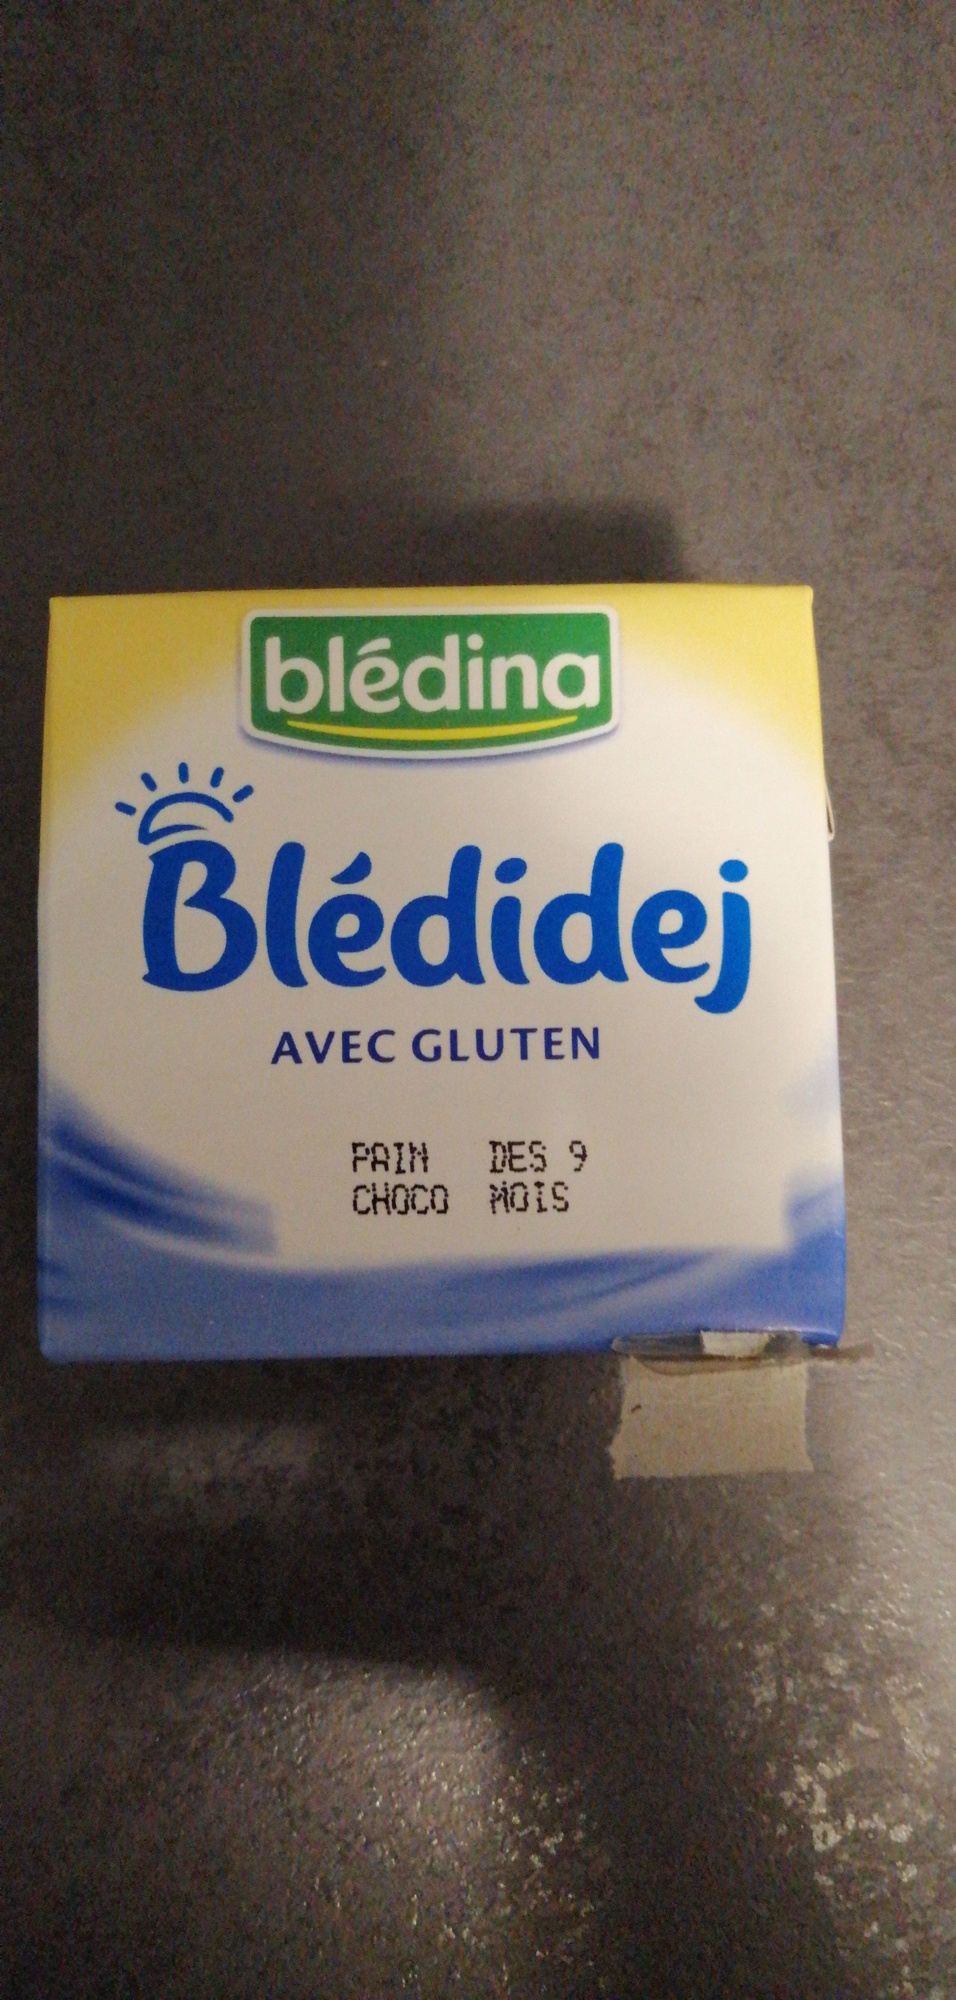 blédina
Blédidej
AVEC GLUTEN
PAIN DES 9
CHOCO MOIS